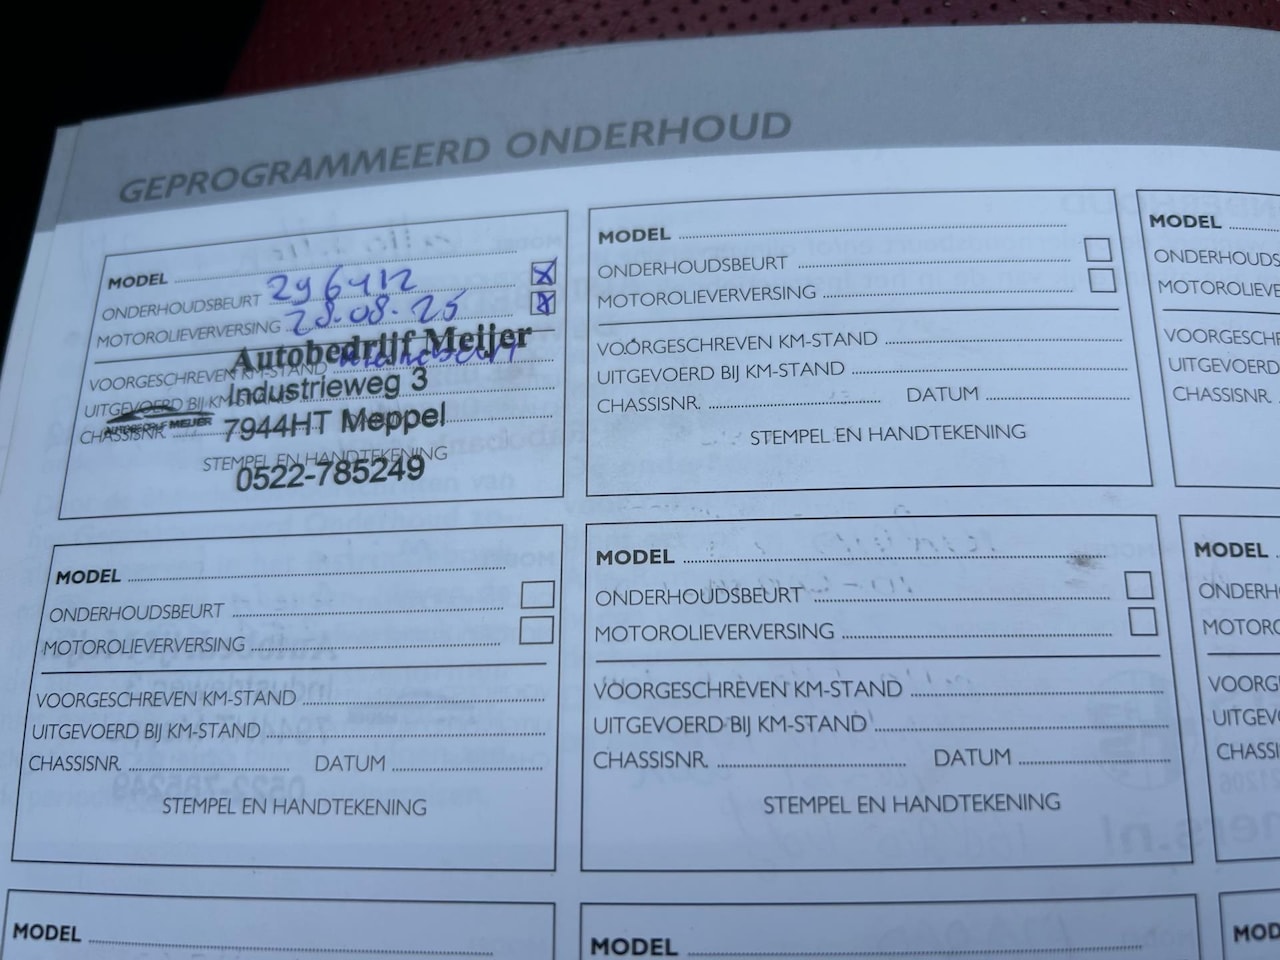 GEPROGRAMMEERD ONDERHOUD
MODEL
ONDERHOUDSBEURT 296412
MOTOROLIEVERVERSING 28.08.25
VOORGESCHREVEN KM-STAND
UITGEVOERD BIJ KM-STAND
CHASSISNR.
STEMPEL EN HANDTEKENING
Autobedrijf Meijer
Industrieweg 3
7944HT Meppel
0522-785249
AUTOBEDRIJF MEIJER
MODEL
ONDERHOUDSBEURT
MOTOROLIEVERVERSING
VOORGESCHREVEN KM-STAND
UITGEVOERD BIJ KM-STAND
CHASSISNR. DATUM
STEMPEL EN HANDTEKENING
MODEL
ONDERHOUDS
MOTOROLIEVE
VOORGESCHR
UITGEVOERD
CHASSISNR.
MODEL
ONDERHOUDSBEURT
MOTOROLIEVERVERSING
VOORGESCHREVEN KM-STAND
UITGEVOERD BIJ KM-STAND
CHASSISNR. DATUM
STEMPEL EN HANDTEKENING
MODEL
ONDERHOUDSBEURT
MOTOROLIEVERVERSING
VOORGESCHREVEN KM-STAND
UITGEVOERD BIJ KM-STAND
CHASSISNR. DATUM
STEMPEL EN HANDTEKENING
MODEL
ONDERH
MOTORO
VOORG
UITGEV
CHASSI
MODEL
MODEL
MOD